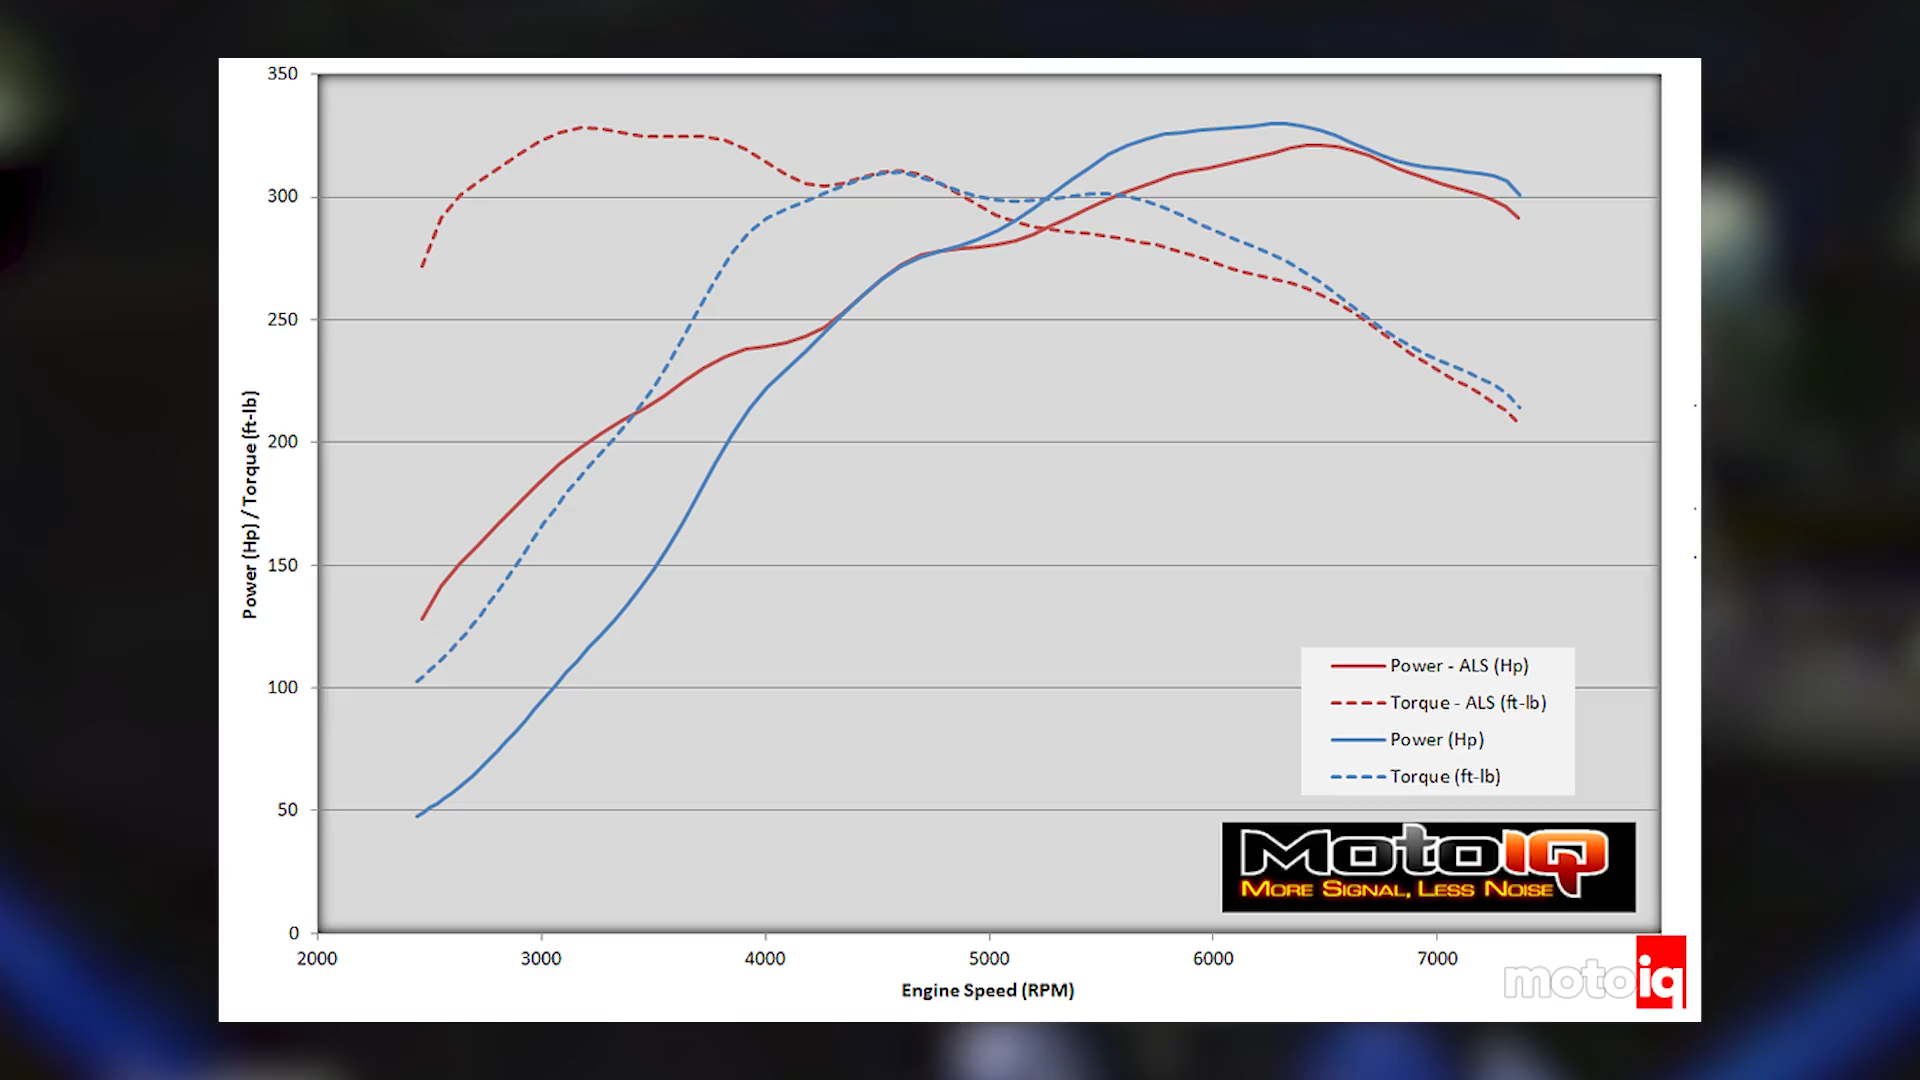 350
300
250
200
150
100
50
0
Power (Hp) / Torque (ft-lb)
2000 3000 4000 5000 6000 7000
Engine Speed (RPM)
Power - ALS (Hp)
Torque - ALS (ft-lb)
Power (Hp)
Torque (ft-lb)
MotoIQ
MORE SIGNAL, LESS NOISE
motoiq